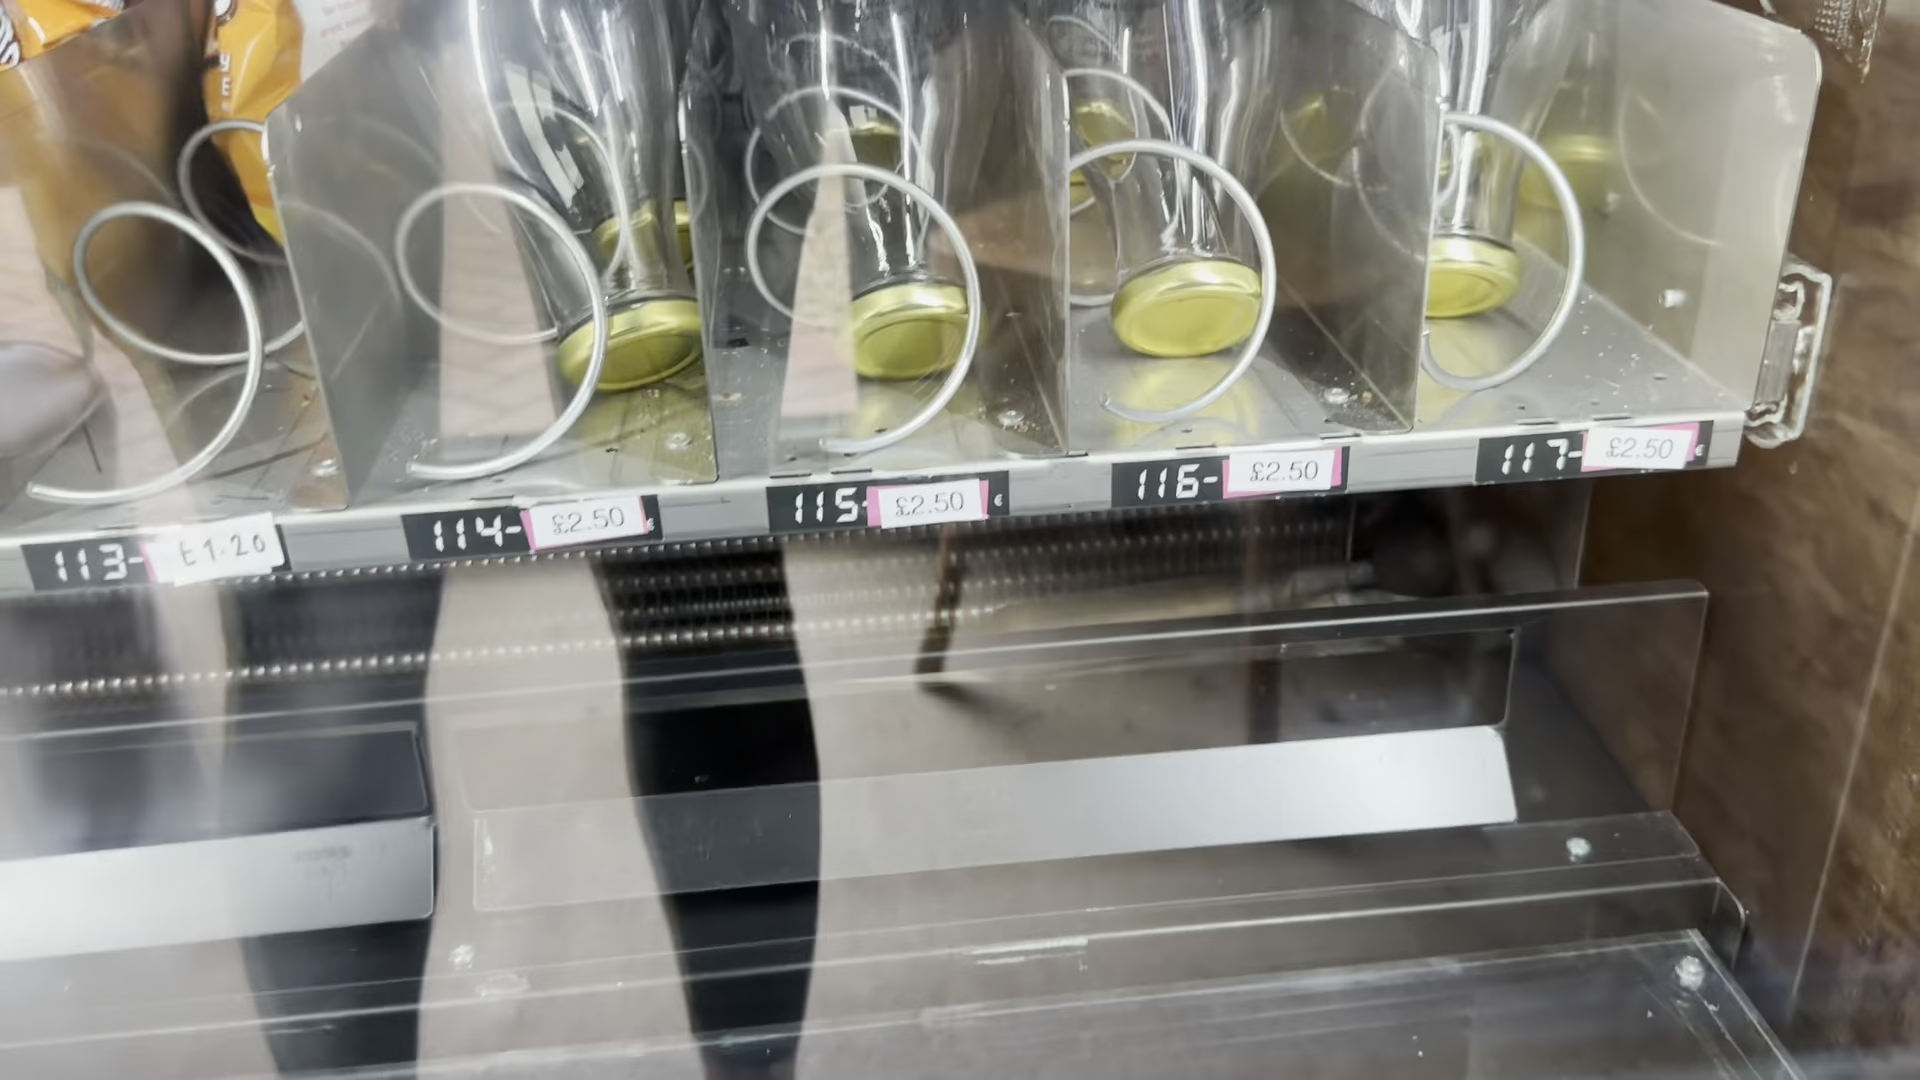 113- £1.20
114- £2.50 €
115- £2.50 €
116- £2.50
117- £2.50 €